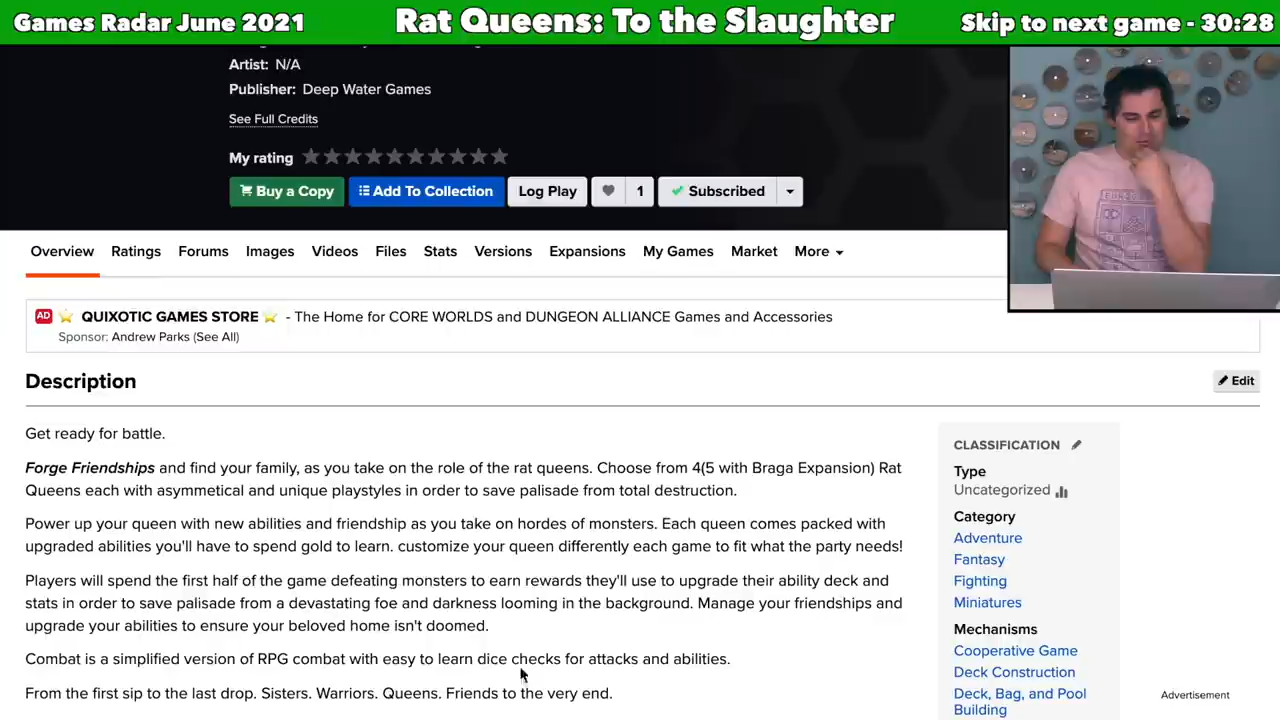 Games Radar June 2021
Rat Queens: To the Slaughter
Skip to next game - 30:28
Artist: N/A
Publisher: Deep Water Games
See Full Credits
My rating
Buy a Copy
Add To Collection
Log Play
1
Subscribed
Overview
Ratings
Forums
Images
Videos
Files
Stats
Versions
Expansions
My Games
Market
More
AD
QUIXOTIC GAMES STORE - The Home for CORE WORLDS and DUNGEON ALLIANCE Games and Accessories
Sponsor: Andrew Parks (See All)
Description
Edit
Get ready for battle.
Forge Friendships and find your family, as you take on the role of the rat queens. Choose from 4(5 with Braga Expansion) Rat
Queens each with asymmetical and unique playstyles in order to save palisade from total destruction.
Power up your queen with new abilities and friendship as you take on hordes of monsters. Each queen comes packed with
upgraded abilities you'll have to spend gold to learn. customize your queen differently each game to fit what the party needs!
Players will spend the first half of the game defeating monsters to earn rewards they'll use to upgrade their ability deck and
stats in order to save palisade from a devastating foe and darkness looming in the background. Manage your friendships and
upgrade your abilities to ensure your beloved home isn't doomed.
Combat is a simplified version of RPG combat with easy to learn dice checks for attacks and abilities.
From the first sip to the last drop. Sisters. Warriors. Queens. Friends to the very end.
CLASSIFICATION
Type
Uncategorized
Category
Adventure
Fantasy
Fighting
Miniatures
Mechanisms
Cooperative Game
Deck Construction
Deck, Bag, and Pool
Building
Advertisement